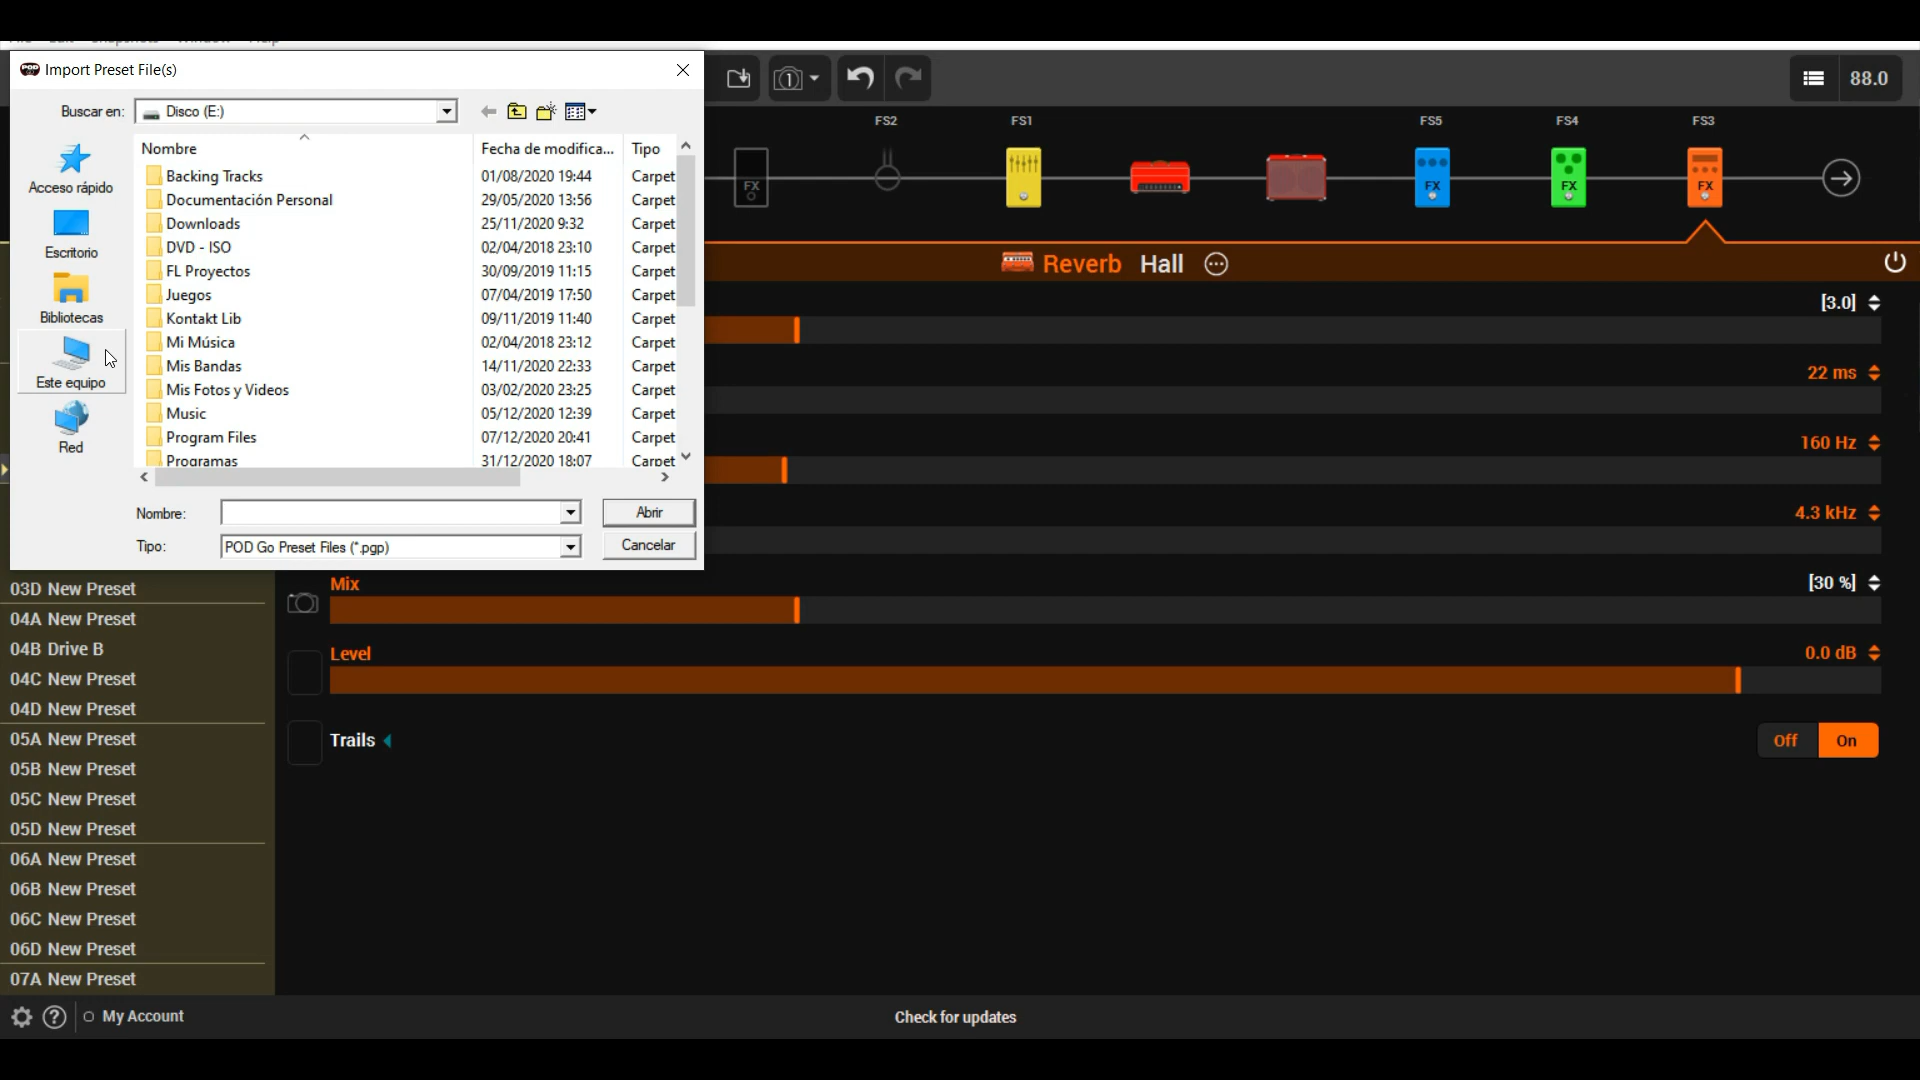 Import Preset File(s)
Buscar en:
Disco (E:)
Acceso rápido
Escritorio
Bibliotecas
Este equipo
Red
Nombre Fecha de modifica... Tipo
Backing Tracks 01/08/2020 19:44 Carpet
Documentación Personal 29/05/2020 13:56 Carpet
Downloads 25/11/2020 9:32 Carpet
DVD - ISO 02/04/2018 23:10 Carpet
FL Proyectos 30/09/2019 11:15 Carpet
Juegos 07/04/2019 17:50 Carpet
Kontakt Lib 09/11/2019 11:40 Carpet
Mi Música 02/04/2018 23:12 Carpet
Mis Bandas 14/11/2020 22:33 Carpet
Mis Fotos y Videos 03/02/2020 23:25 Carpet
Music 05/12/2020 12:39 Carpet
Program Files 07/12/2020 20:41 Carpet
Programas 31/12/2020 18:07 Carpet
Nombre:
Abrir
Tipo:
POD Go Preset Files (*.pgp)
Cancelar
1
88.0
FS2 FS1 FS5 FS4 FS3
FX FX FX FX
Reverb Hall
[3.0]
22 ms
160 Hz
4.3 kHz
Mix [30 %]
Level 0.0 dB
Trails Off On
03D New Preset
04A New Preset
04B Drive B
04C New Preset
04D New Preset
05A New Preset
05B New Preset
05C New Preset
05D New Preset
06A New Preset
06B New Preset
06C New Preset
06D New Preset
07A New Preset
? My Account
Check for updates